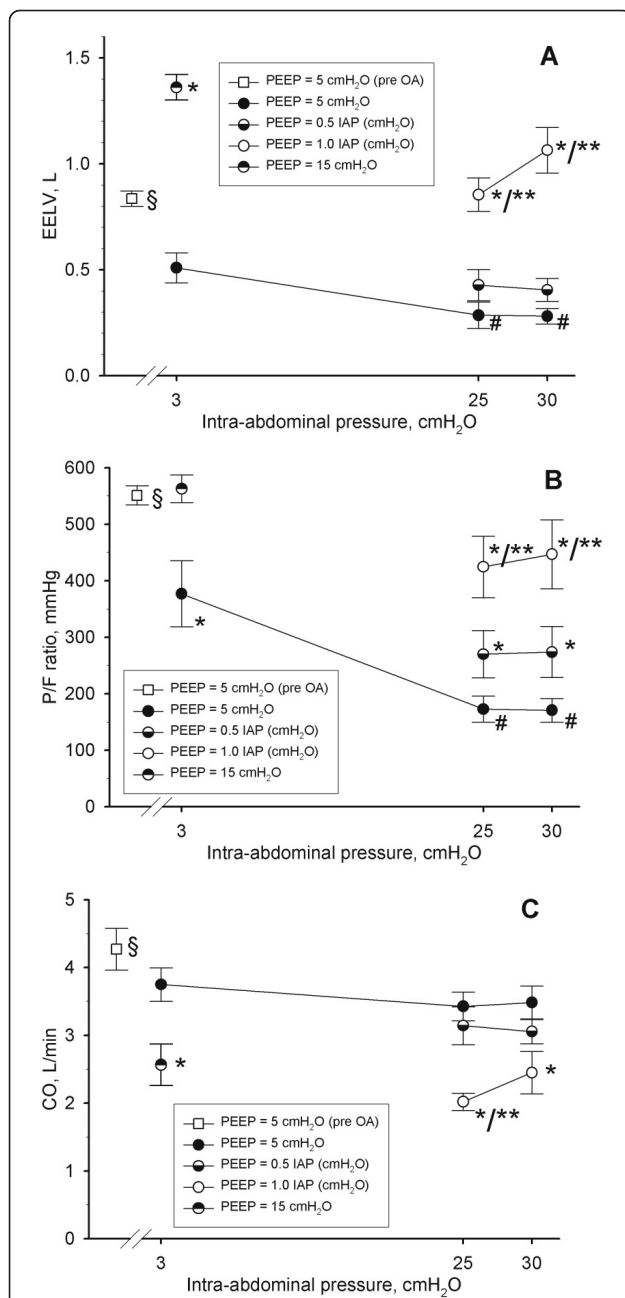 A
1.5
1.0
0.5
0.0
EELV, L
§
*
PEEP = 5 cmH₂O (pre OA)
PEEP = 5 cmH₂O
PEEP = 0.5 IAP (cmH₂O)
PEEP = 1.0 IAP (cmH₂O)
PEEP = 15 cmH₂O
*/**
*/**
#
#
3
25
30
Intra-abdominal pressure, cmH₂O
B
600
500
400
300
200
100
0
P/F ratio, mmHg
§
*
*/**
*/**
*
*
#
#
PEEP = 5 cmH₂O (pre OA)
PEEP = 5 cmH₂O
PEEP = 0.5 IAP (cmH₂O)
PEEP = 1.0 IAP (cmH₂O)
PEEP = 15 cmH₂O
3
25
30
Intra-abdominal pressure, cmH₂O
C
5
4
3
2
1
0
CO, L/min
§
*
*/**
*
PEEP = 5 cmH₂O (pre OA)
PEEP = 5 cmH₂O
PEEP = 0.5 IAP (cmH₂O)
PEEP = 1.0 IAP (cmH₂O)
PEEP = 15 cmH₂O
3
25
30
Intra-abdominal pressure, cmH₂O